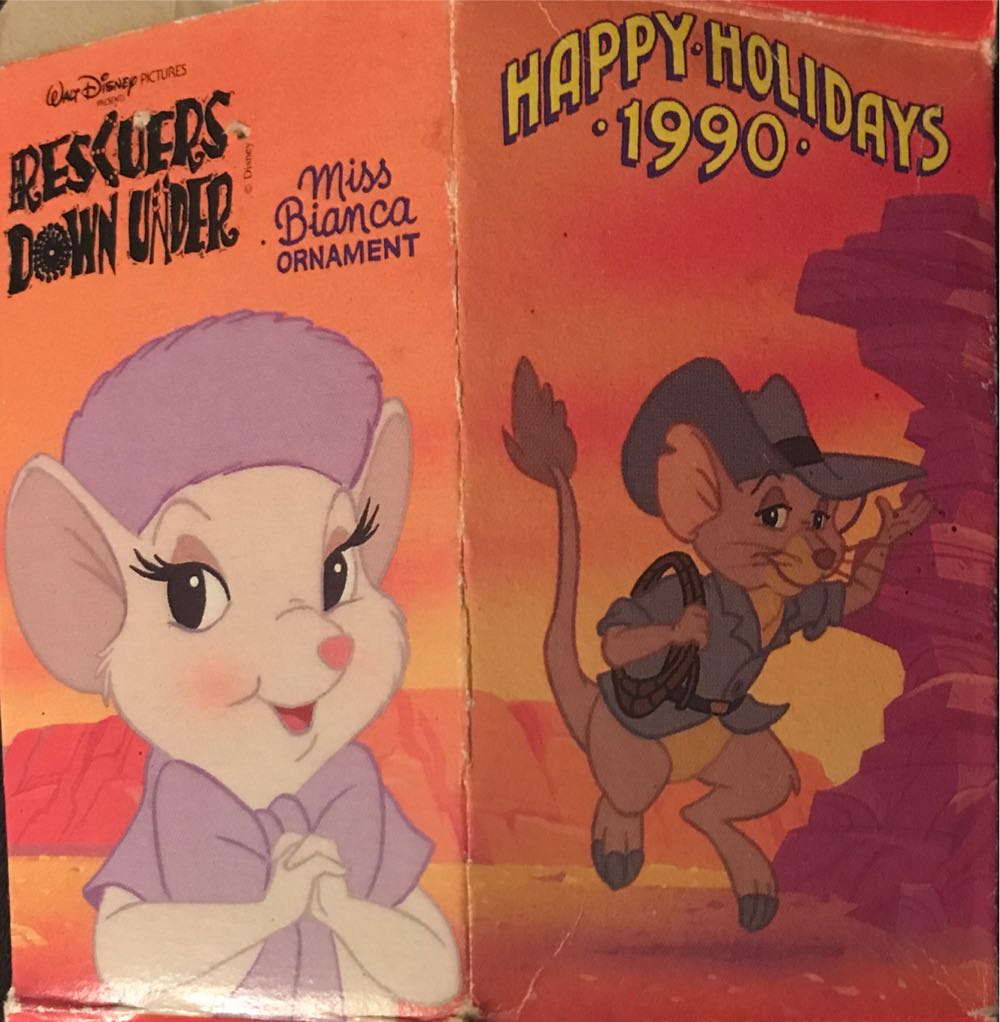 WALT DISNEY PICTURES
PRESENTS
RESCUERS
DOWN UNDER
© Disney
Miss
Bianca
ORNAMENT
HAPPY·HOLIDAYS
·1990·